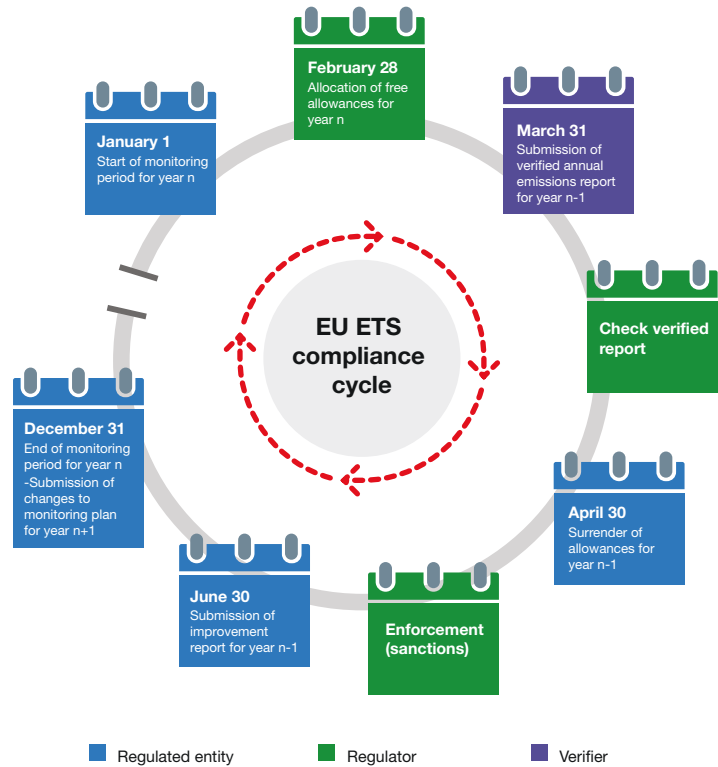 February 28
Allocation of free
allowances for
year n
January 1
Start of monitoring
period for year n
March 31
Submission of
verified annual
emissions report
for year n-1
Check verified
report
EU ETS
compliance
cycle
December 31
End of monitoring
period for year n
-Submission of
changes to
monitoring plan
for year n+1
April 30
Surrender of
allowances for
year n-1
June 30
Submission of
improvement
report for year n-1
Enforcement
(sanctions)
Regulated entity
Regulator
Verifier